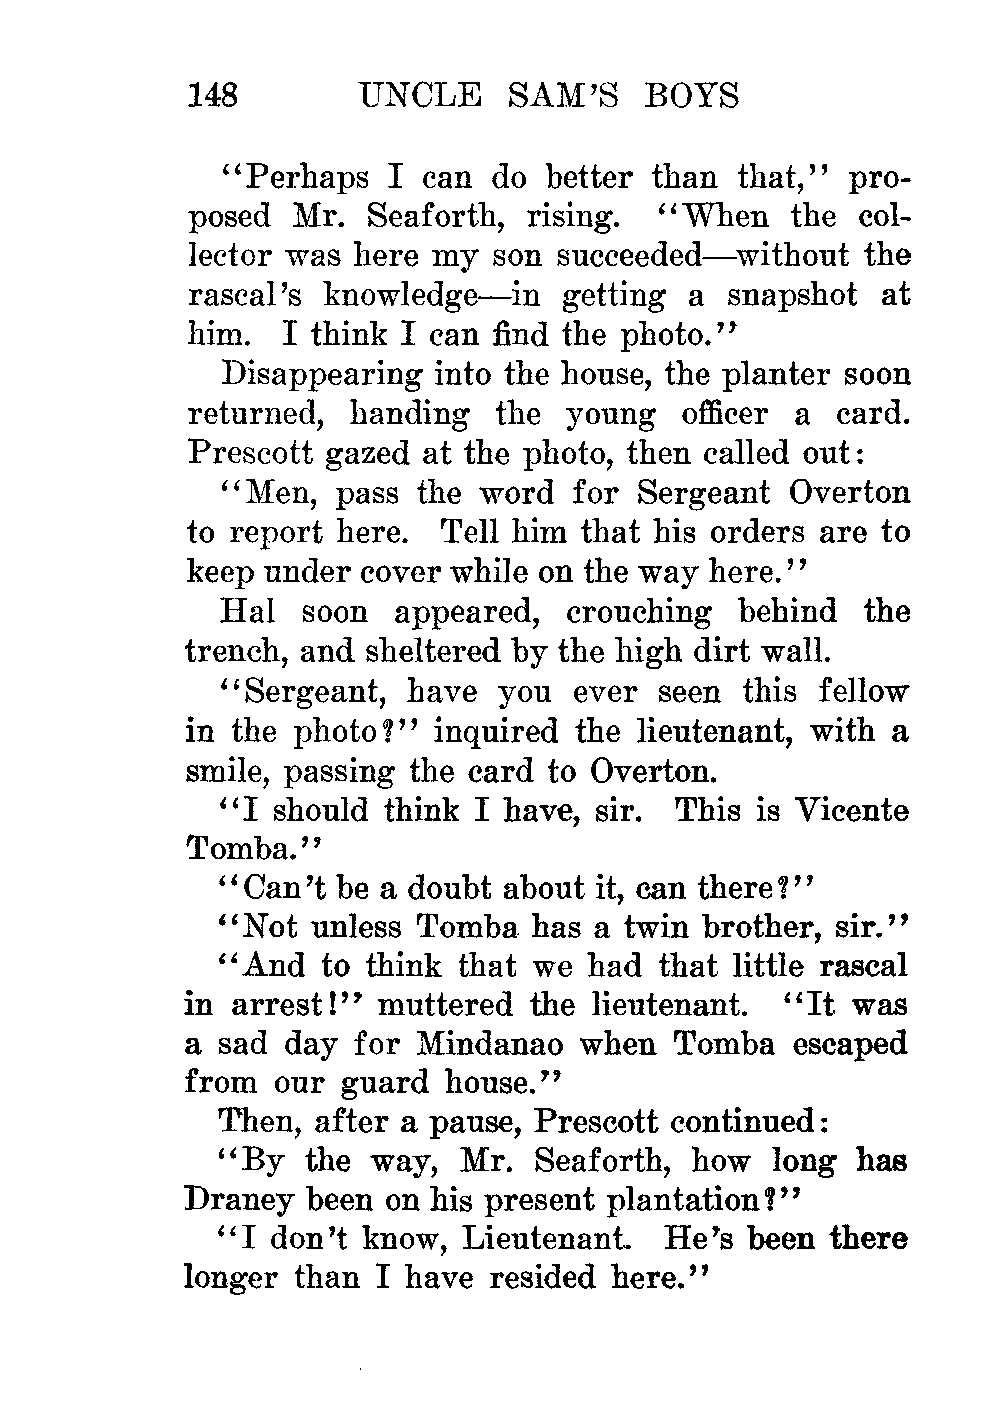 148 UNCLE SAM'S BOYS
"Perhaps I can do better than that," pro-
posed Mr. Seaforth, rising. "When the col-
lector was here my son succeeded—without the
rascal's knowledge—in getting a snapshot at
him. I think I can find the photo."
Disappearing into the house, the planter soon
returned, handing the young officer a card.
Prescott gazed at the photo, then called out:
"Men, pass the word for Sergeant Overton
to report here. Tell him that his orders are to
keep under cover while on the way here."
Hal soon appeared, crouching behind the
trench, and sheltered by the high dirt wall.
"Sergeant, have you ever seen this fellow
in the photo?" inquired the lieutenant, with a
smile, passing the card to Overton.
"I should think I have, sir. This is Vicente
Tomba."
"Can't be a doubt about it, can there?"
"Not unless Tomba has a twin brother, sir."
"And to think that we had that little rascal
in arrest!" muttered the lieutenant. "It was
a sad day for Mindanao when Tomba escaped
from our guard house."
Then, after a pause, Prescott continued:
"By the way, Mr. Seaforth, how long has
Draney been on his present plantation?"
"I don't know, Lieutenant. He's been there
longer than I have resided here."